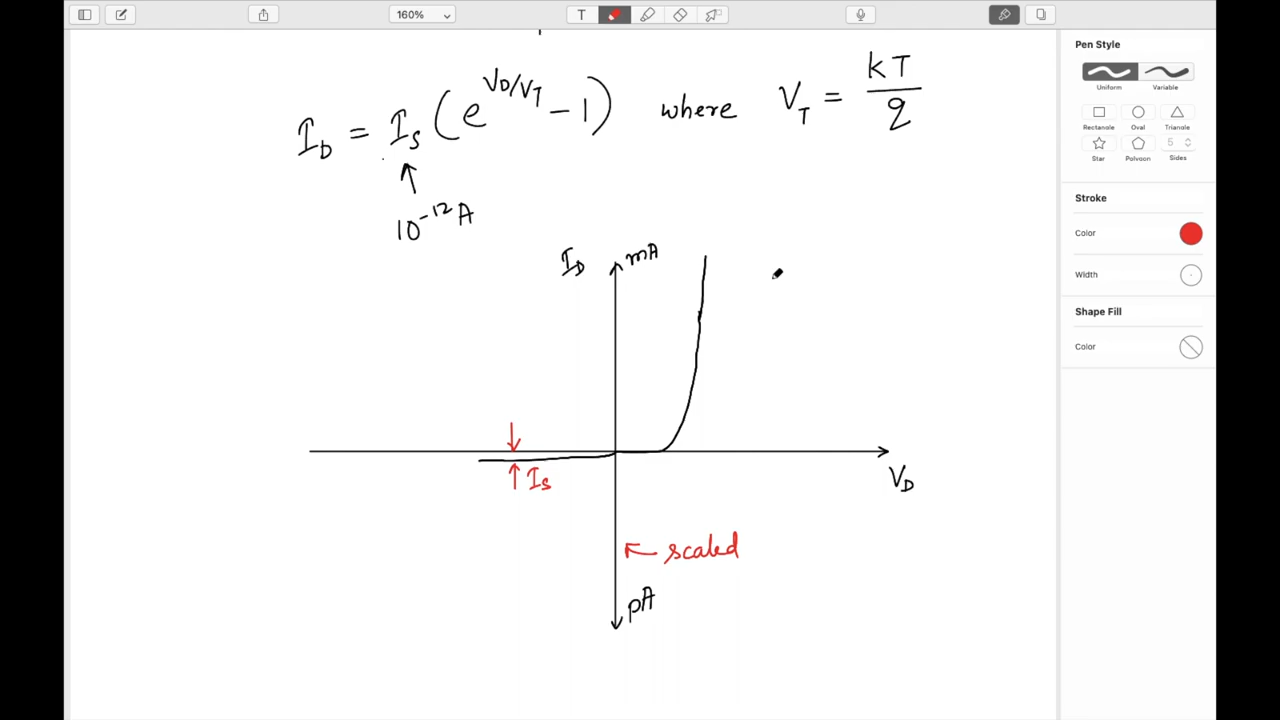 160%
T
I_D = I_S (e^{V_D/V_T} - 1) where V_T = kT/q
↑
10^{-12} A
I_D mA
↓
↑ I_S
V_D
← scaled
pA
Pen Style
Uniform Variable
Rectangle Oval Triangle
5
Star Polygon Sides
Stroke
Color
Width
Shape Fill
Color